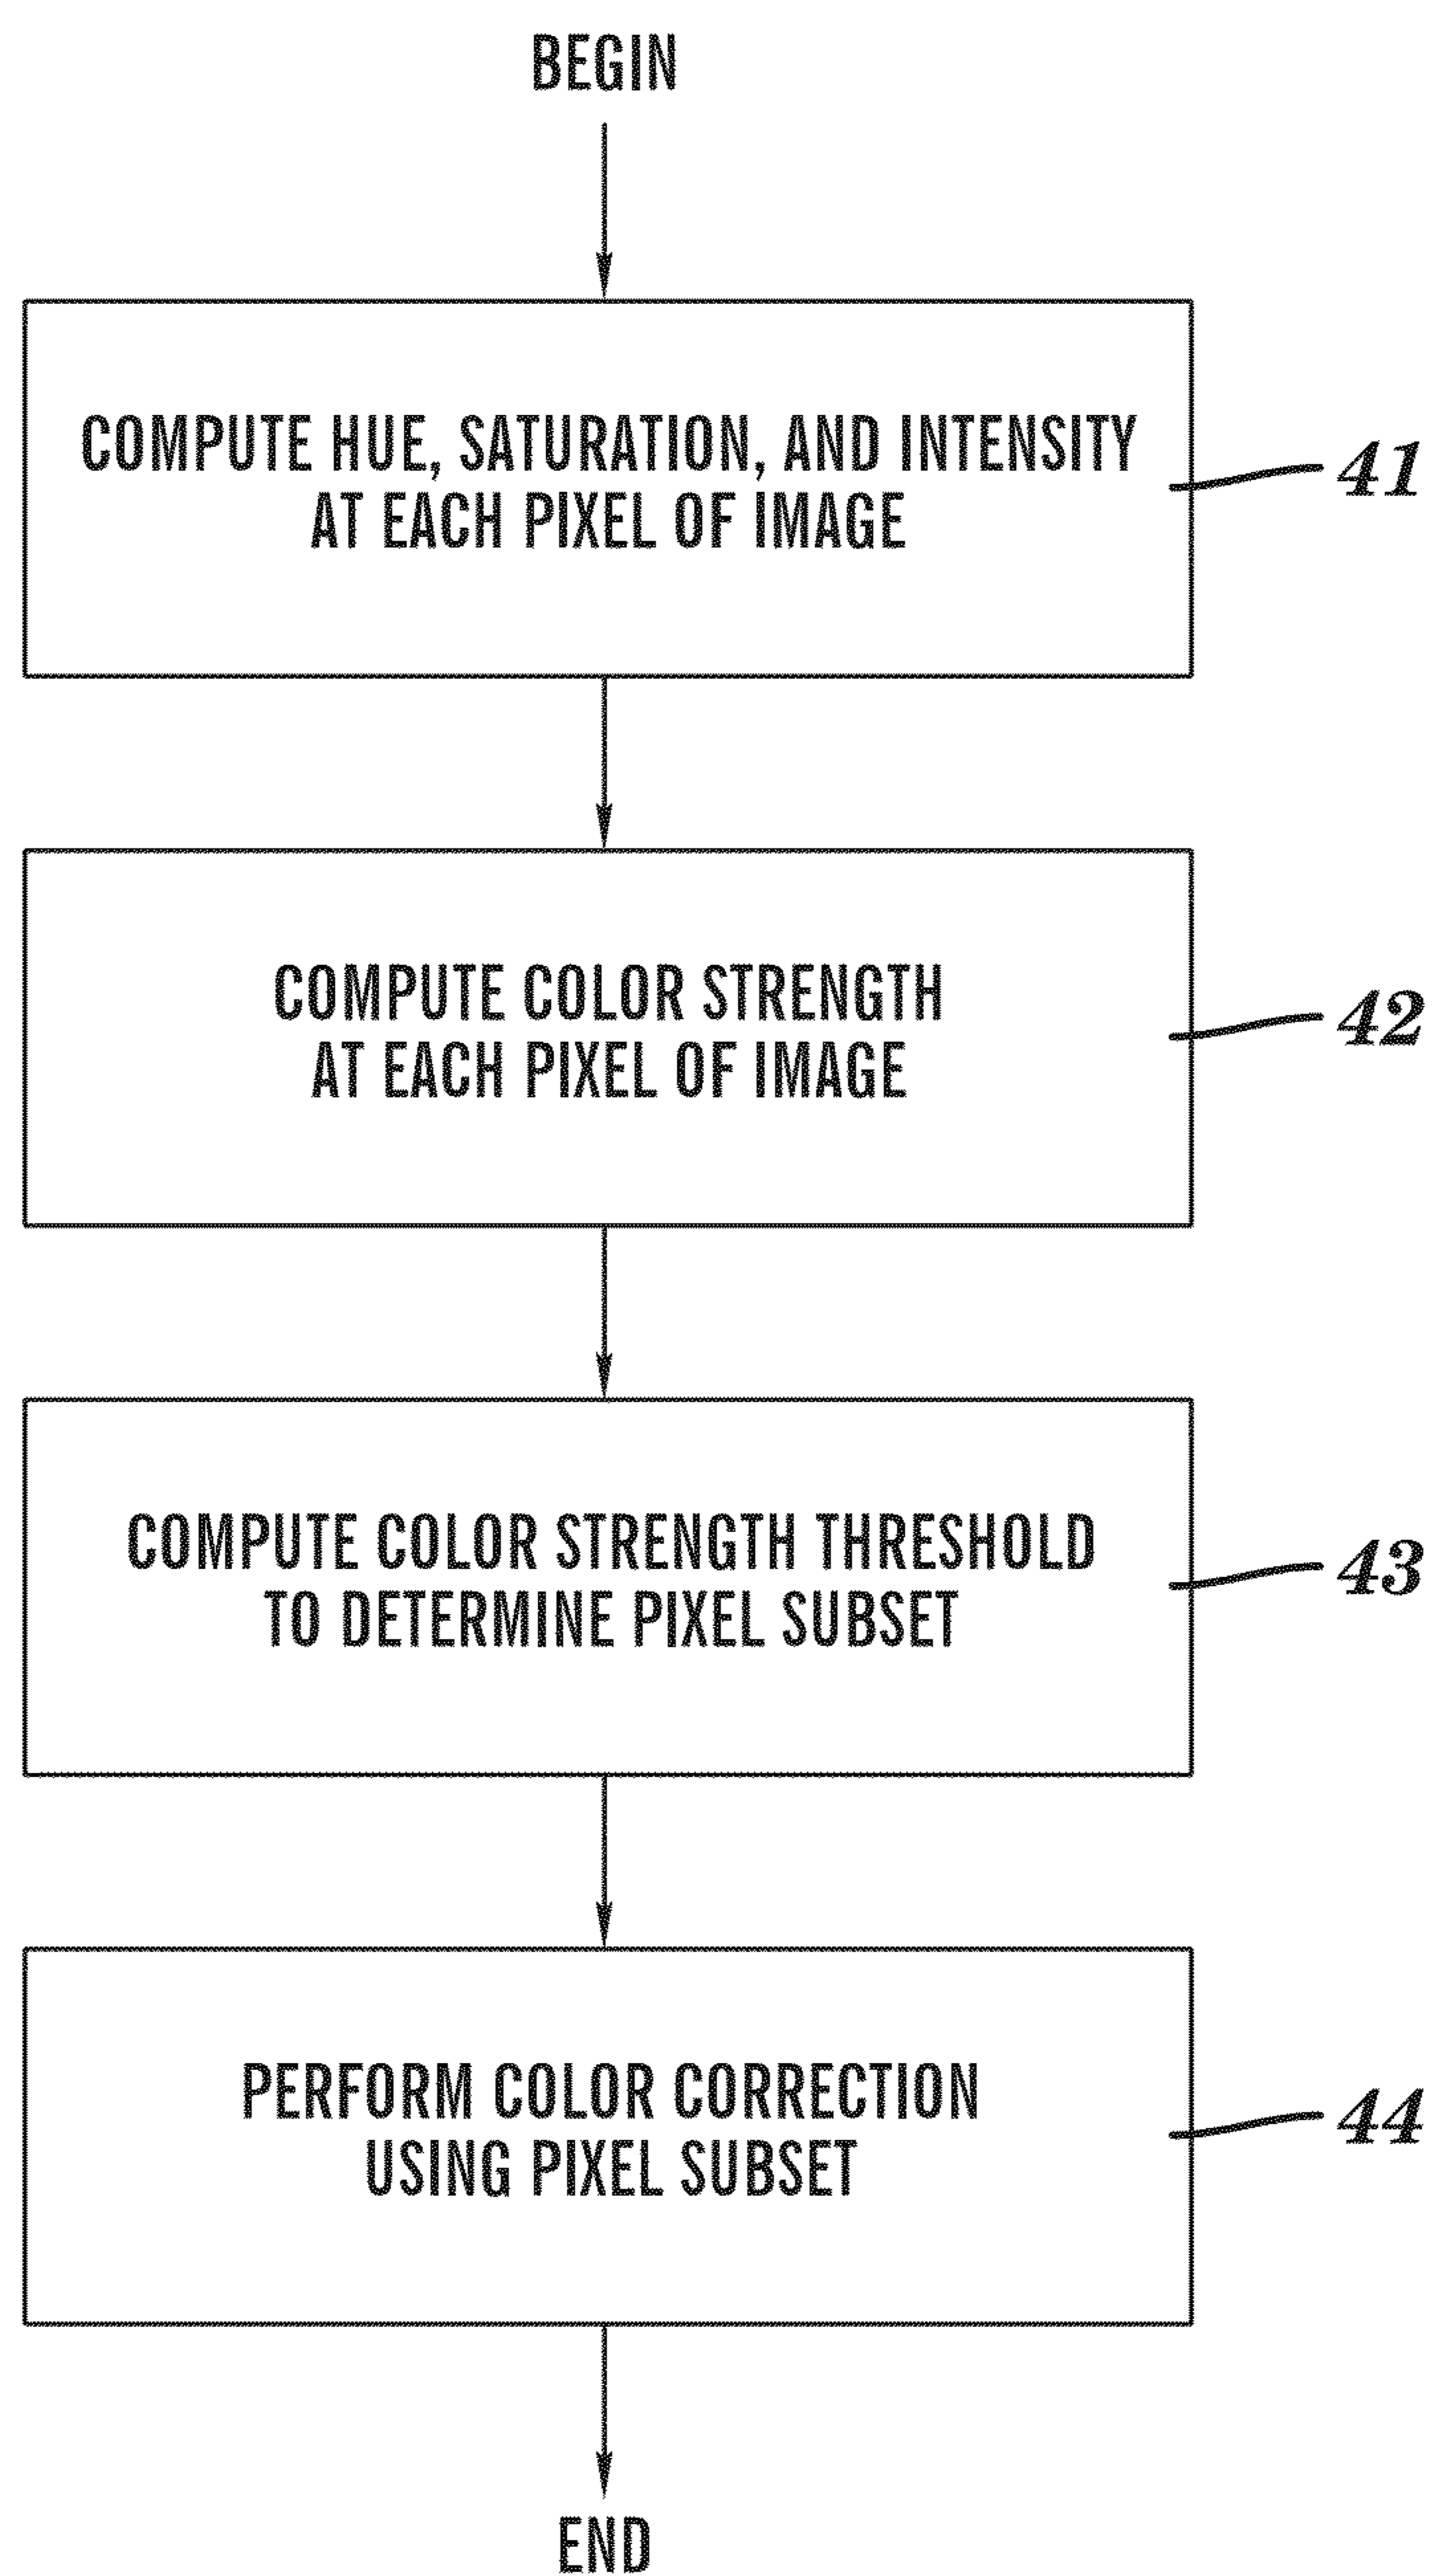 BEGIN
COMPUTE HUE, SATURATION, AND INTENSITY
AT EACH PIXEL OF IMAGE
41
COMPUTE COLOR STRENGTH
AT EACH PIXEL OF IMAGE
42
COMPUTE COLOR STRENGTH THRESHOLD
TO DETERMINE PIXEL SUBSET
43
PERFORM COLOR CORRECTION
USING PIXEL SUBSET
44
END